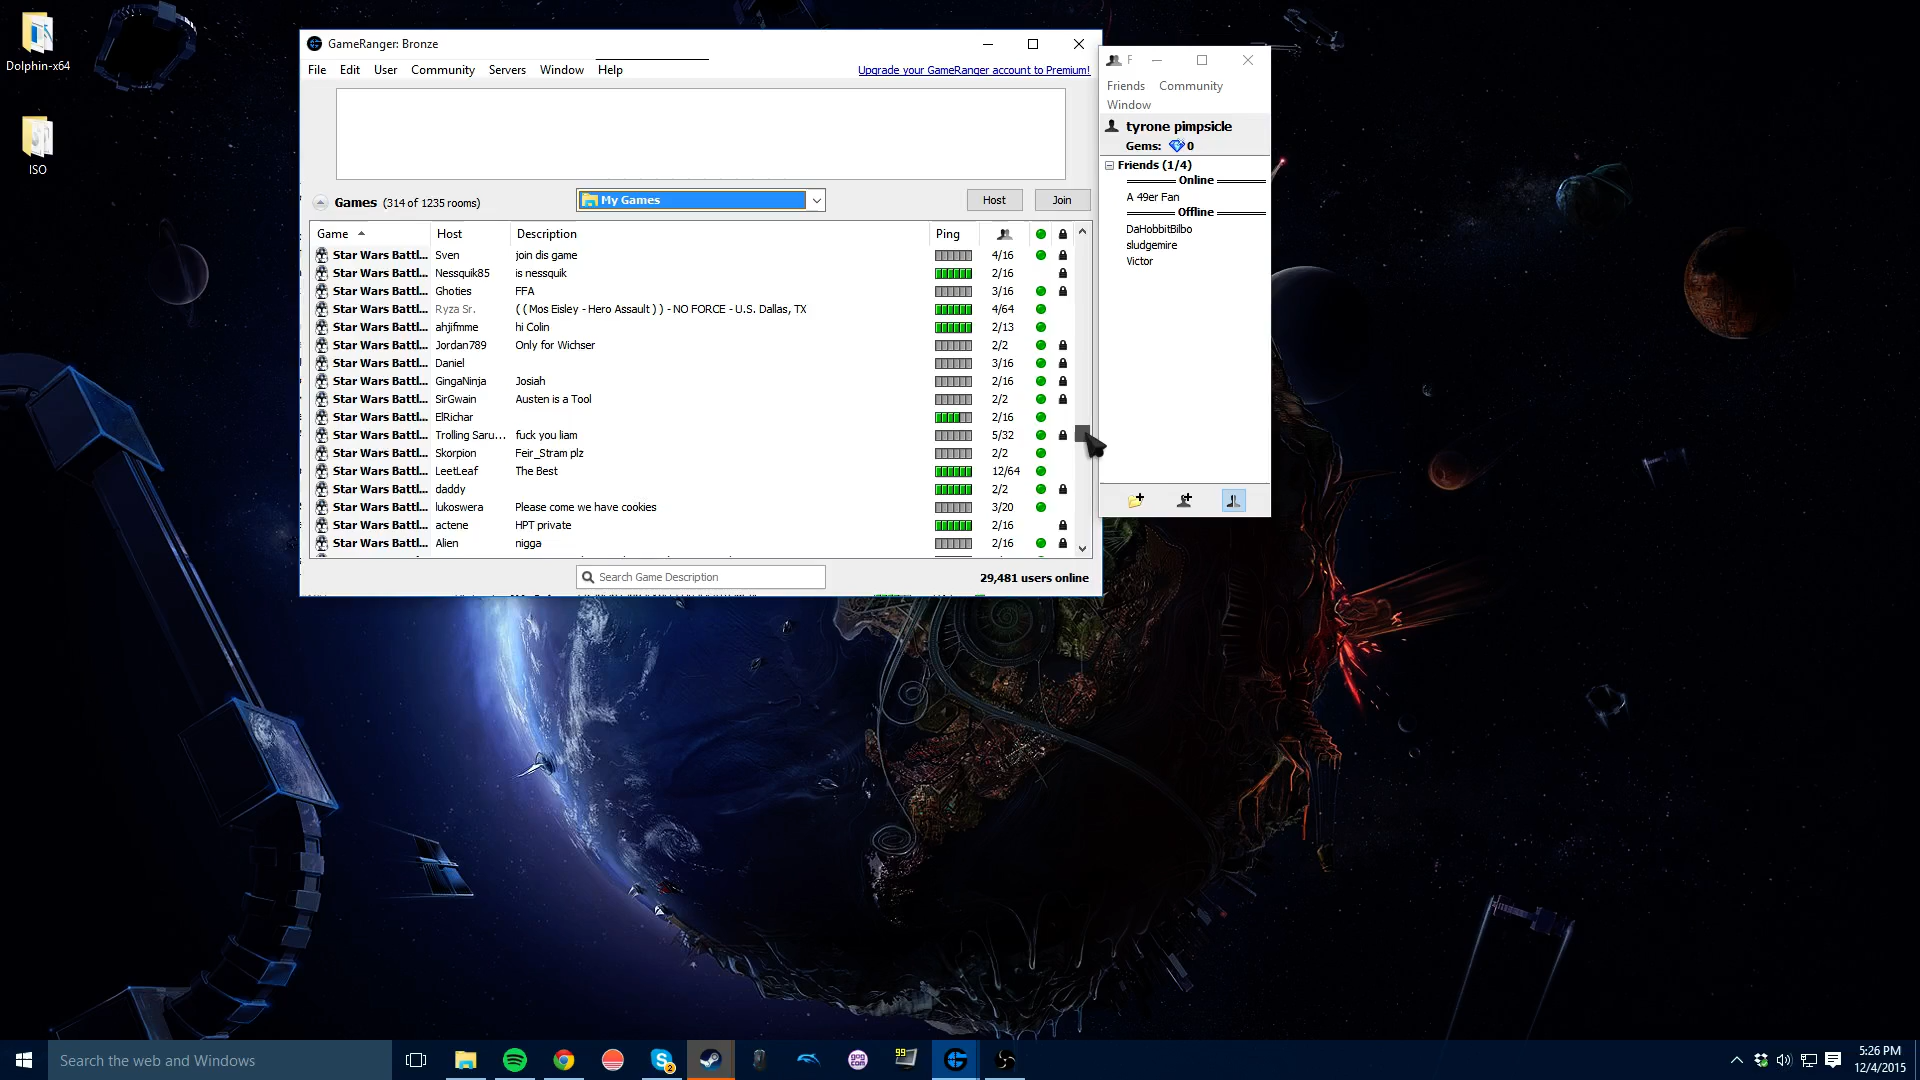 Dolphin-x64
ISO
GameRanger: Bronze
File Edit User Community Servers Window Help
Upgrade your GameRanger account to Premium!
Games (314 of 1235 rooms)
My Games
Host Join
Game Host Description Ping
Star Wars Battl... Sven join dis game 4/16
Star Wars Battl... Nessquik85 is nessquik 2/16
Star Wars Battl... Ghoties FFA 3/16
Star Wars Battl... Ryza Sr. ( ( Mos Eisley - Hero Assault ) ) - NO FORCE - U.S. Dallas, TX 4/64
Star Wars Battl... ahjifmme hi Colin 2/13
Star Wars Battl... Jordan789 Only for Wichser 2/2
Star Wars Battl... Daniel 3/16
Star Wars Battl... GingaNinja Josiah 2/16
Star Wars Battl... SirGwain Austen is a Tool 2/2
Star Wars Battl... ElRichar 2/16
Star Wars Battl... Trolling Saru... fuck you liam 5/32
Star Wars Battl... Skorpion Feir_Stram plz 2/2
Star Wars Battl... LeetLeaf The Best 12/64
Star Wars Battl... daddy 2/2
Star Wars Battl... lukoswera Please come we have cookies 3/20
Star Wars Battl... actene HPT private 2/16
Star Wars Battl... Alien nigga 2/16
Search Game Description
29,481 users online
F
Friends Community
Window
tyrone pimpsicle
Gems: 0
Friends (1/4)
Online
A 49er Fan
Offline
DaHobbitBilbo
sludgemire
Victor
Search the web and Windows
2
gog
com
99
5:26 PM
12/4/2015